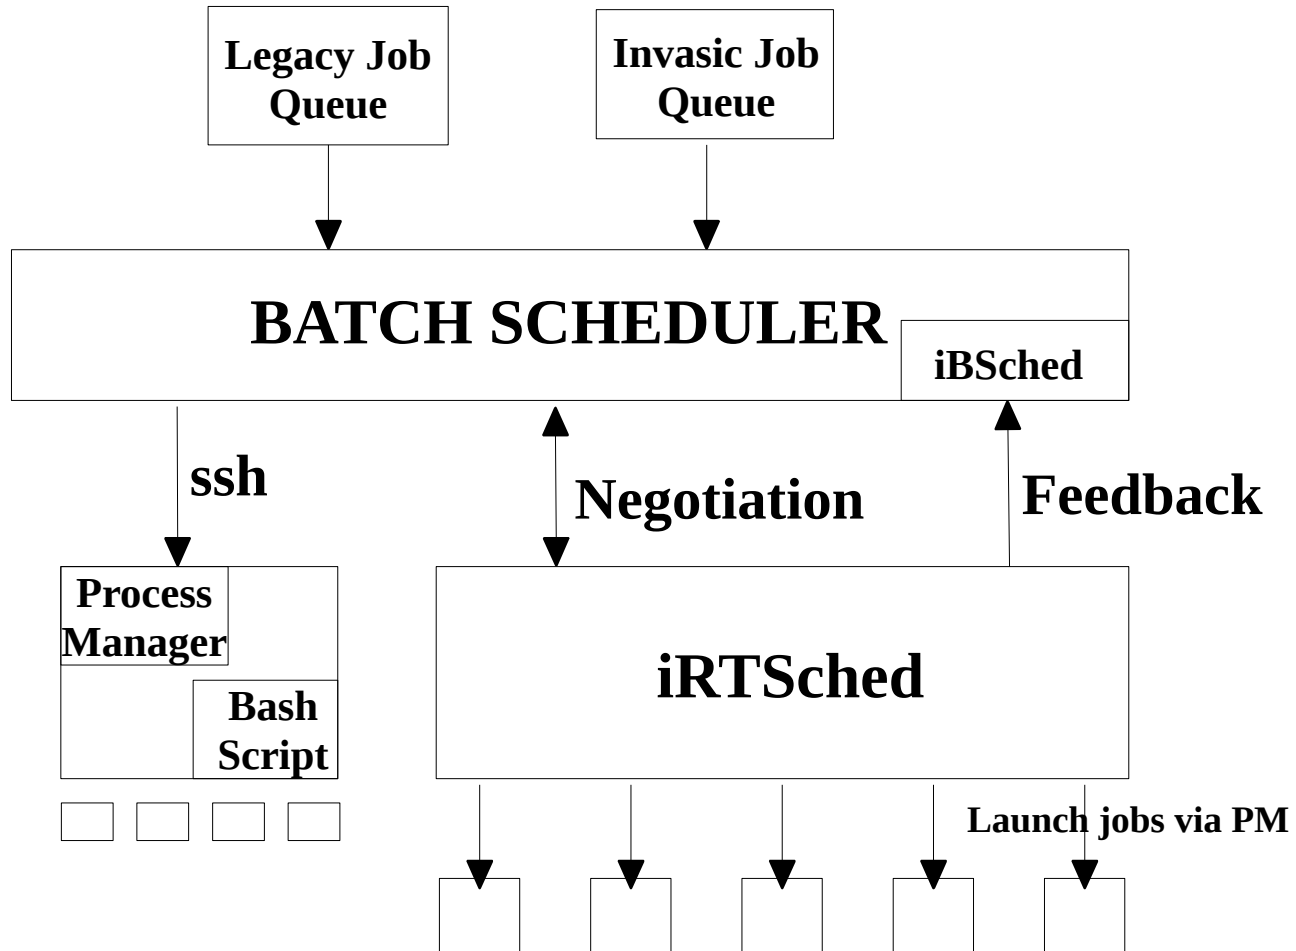 Legacy Job
Queue
Invasic Job
Queue
BATCH SCHEDULER
iBSched
ssh
Negotiation
Feedback
Process
Manager
Bash
Script
iRTSched
Launch jobs via PM